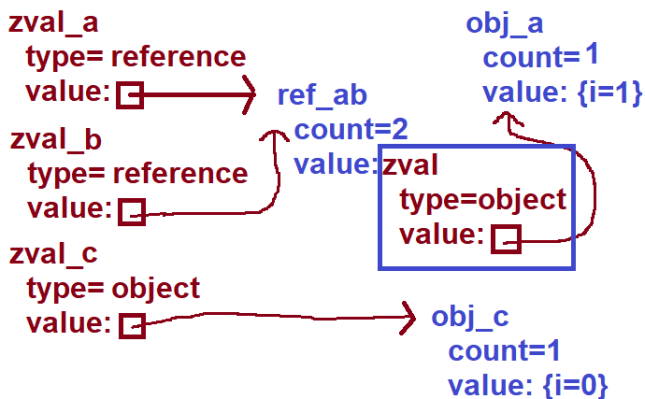 zval_a
type= reference
value:
zval_b
type= reference
value:
zval_c
type= object
value:
ref_ab
count=2
value:
zval
type=object
value:
obj_a
count=1
value: {i=1}
obj_c
count=1
value: {i=0}